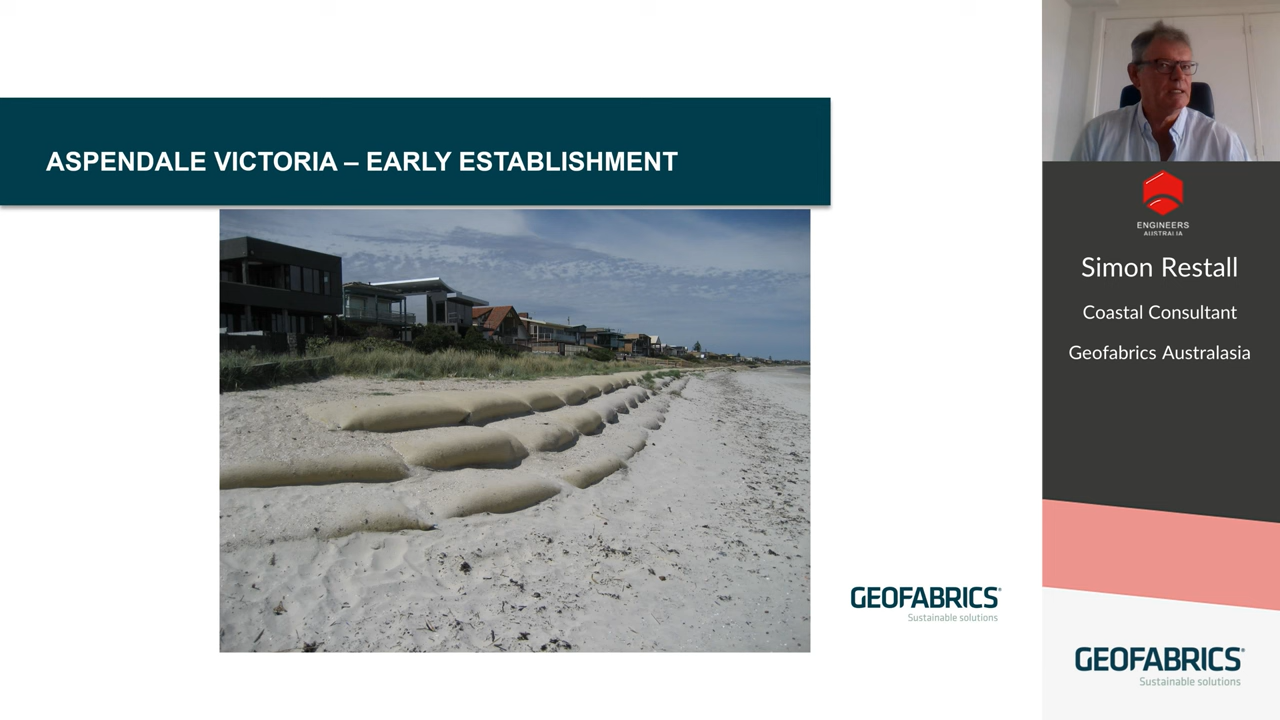 ASPENDALE VICTORIA – EARLY ESTABLISHMENT
GEOFABRICS®
Sustainable solutions
ENGINEERS
AUSTRALIA
Simon Restall
Coastal Consultant
Geofabrics Australasia
GEOFABRICS®
Sustainable solutions